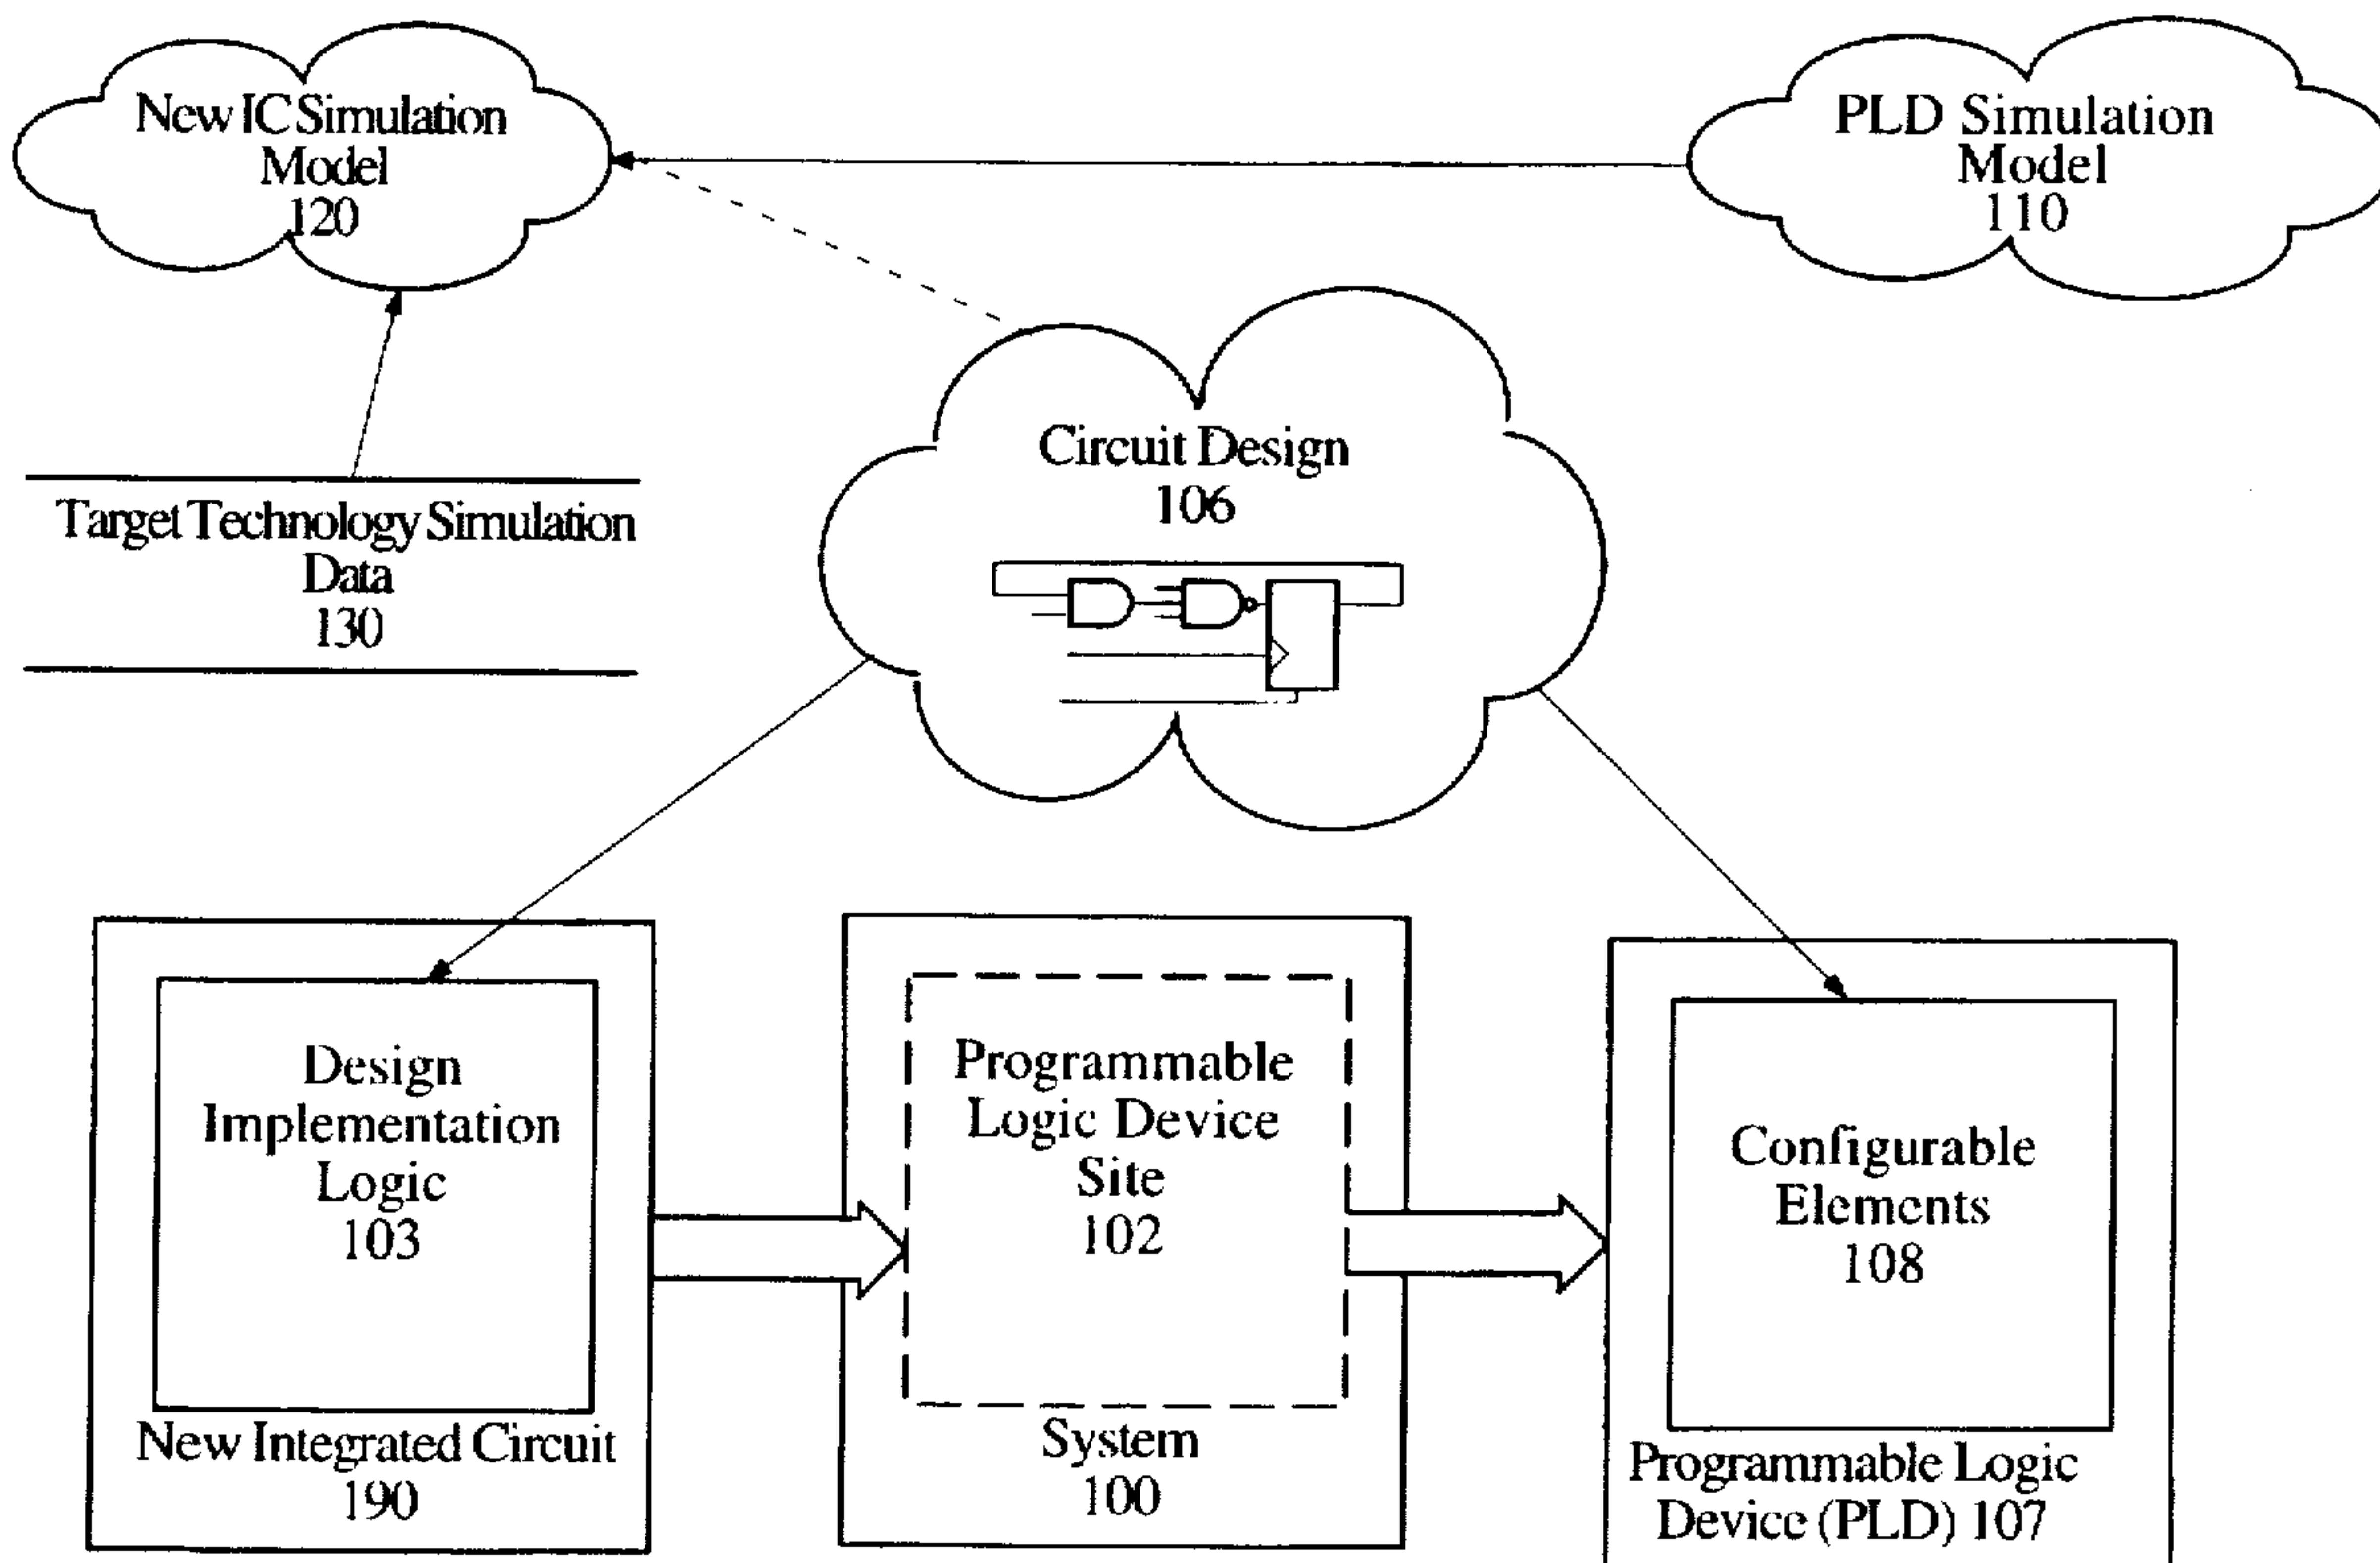 New IC Simulation
Model
120
PLD Simulation
Model
110
Circuit Design
106
Target Technology Simulation
Data
130
Design
Implementation
Logic
103
New Integrated Circuit
190
Programmable
Logic Device
Site
102
System
100
Configurable
Elements
108
Programmable Logic
Device (PLD) 107